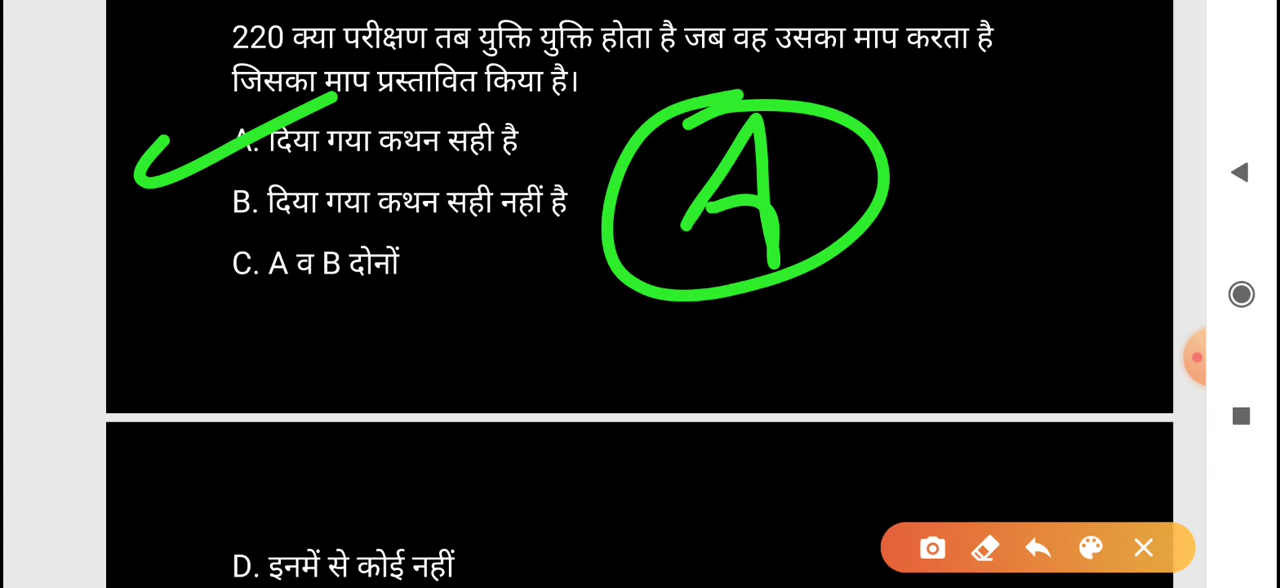 220 क्या परीक्षण तब युक्ति युक्ति होता है जब वह उसका माप करता है
जिसका माप प्रस्तावित किया है।
A. दिया गया कथन सही है
A
B. दिया गया कथन सही नहीं है
C. A व B दोनों
D. इनमें से कोई नहीं